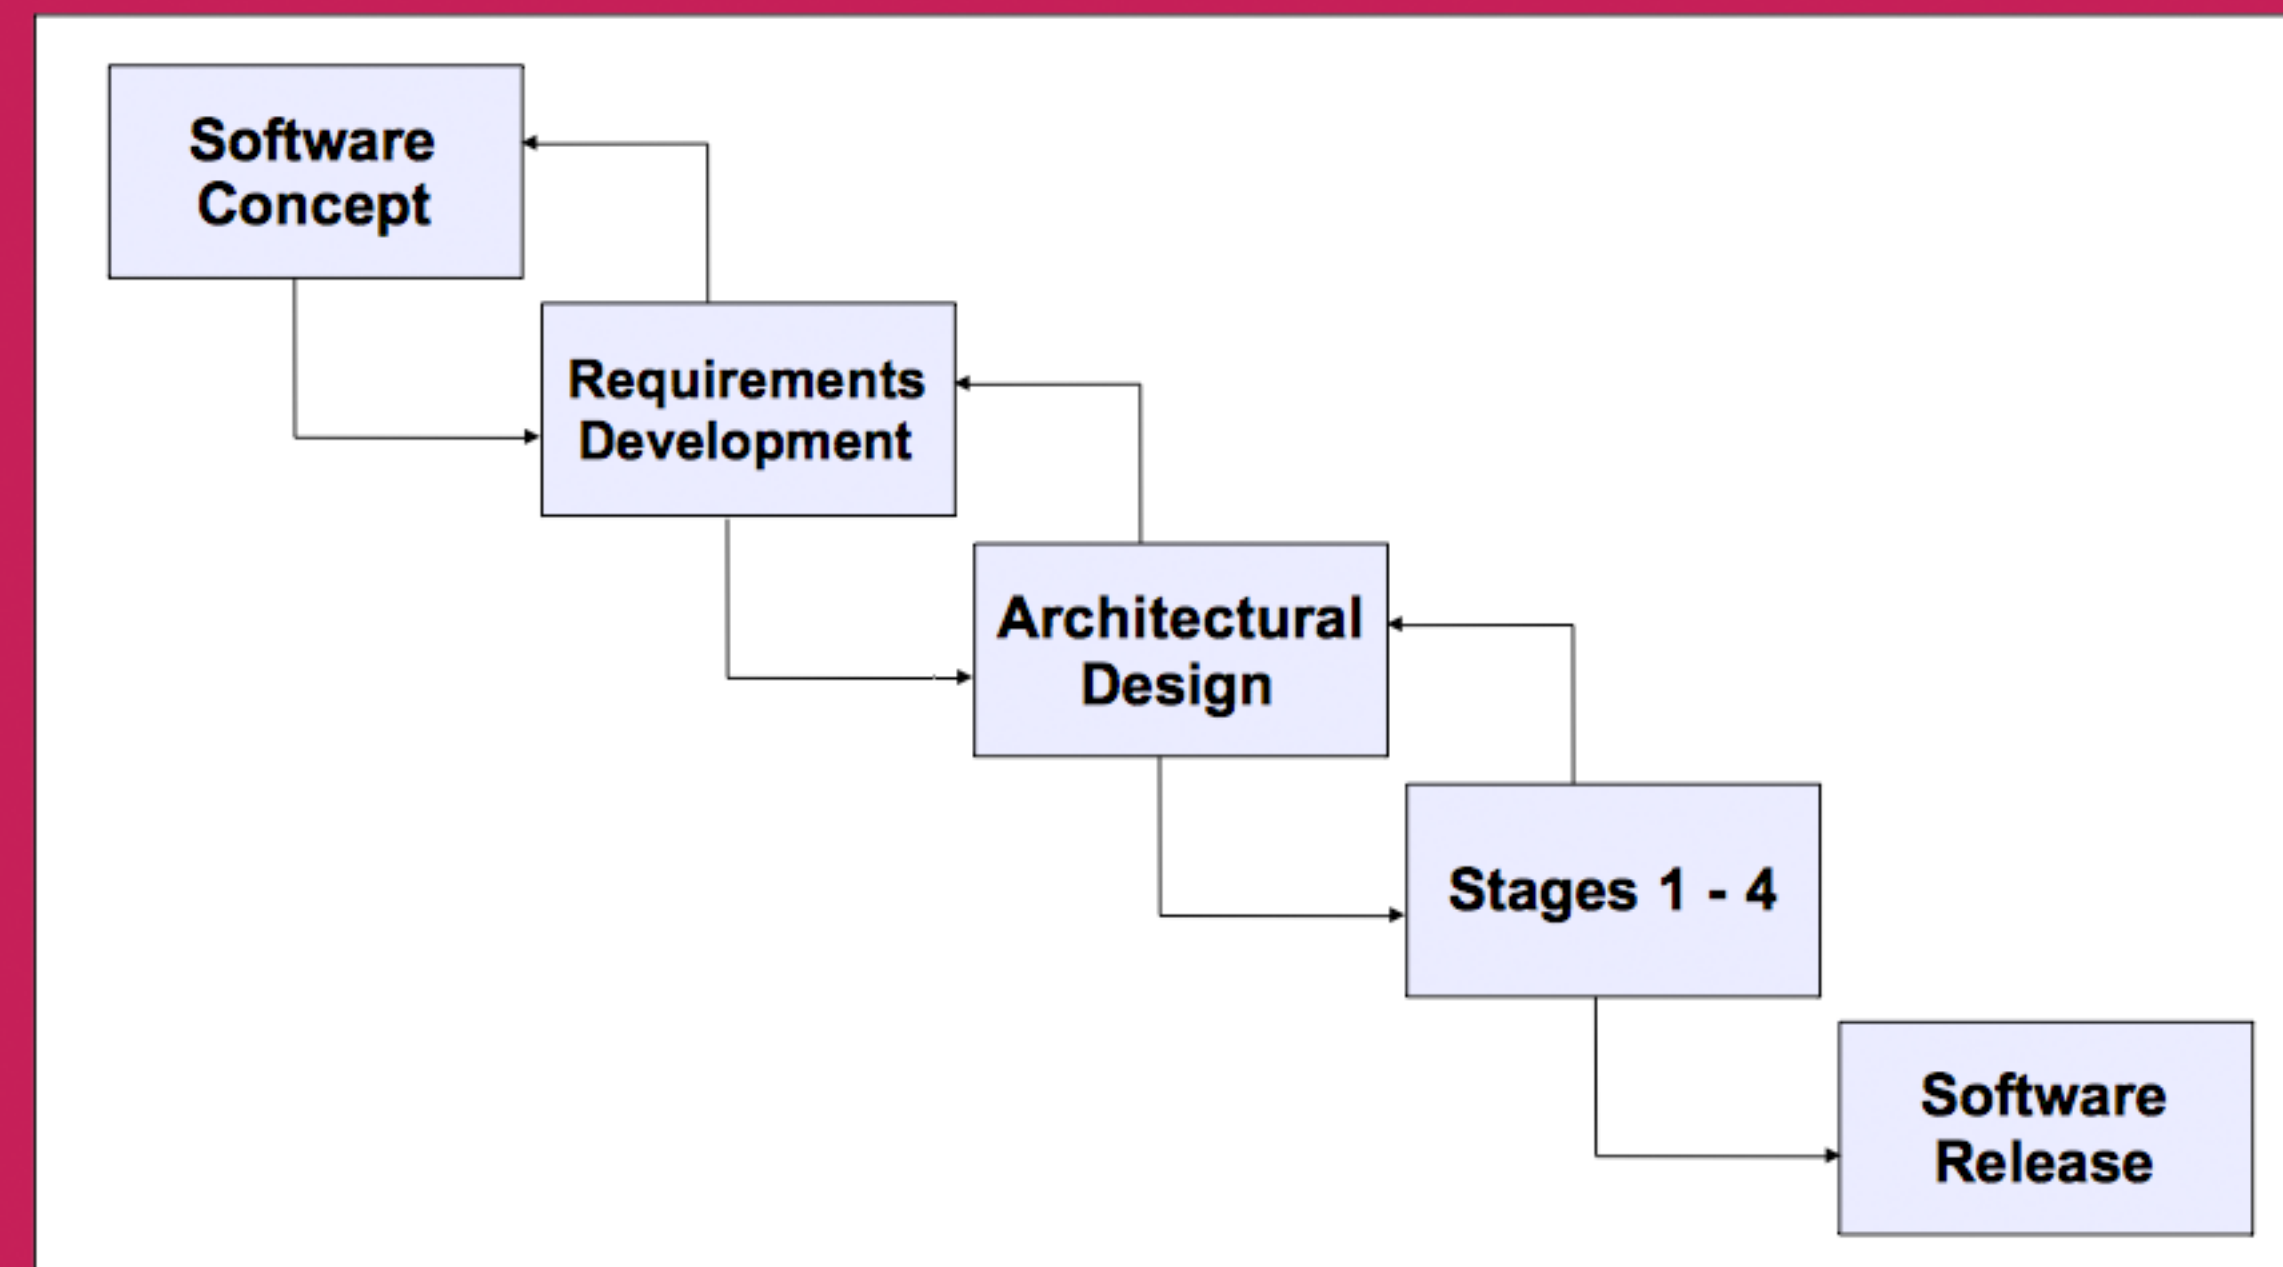 Software
Concept
Requirements
Development
Architectural
Design
Stages 1 - 4
Software
Release